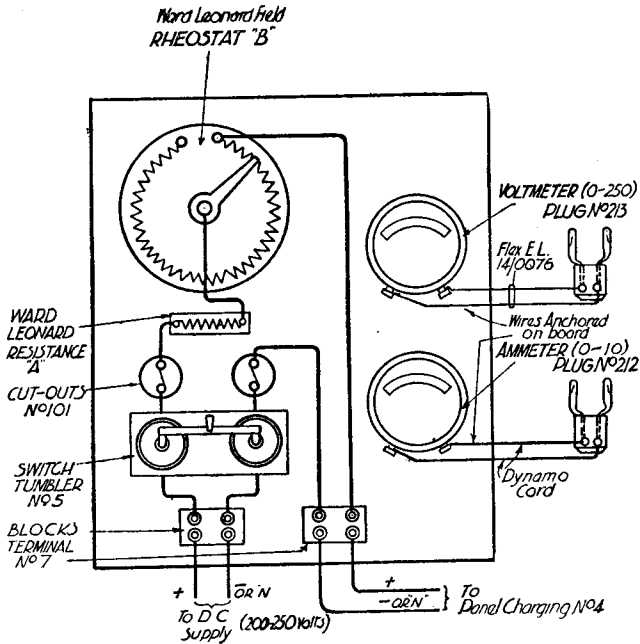 Ward Leonard Field
RHEOSTAT "B"
VOLTMETER (0-250)
PLUG Nº213
Flex E.L.
14/0076
WARD
LEONARD
RESISTANCE
"A"
Wires Anchored
on board
AMMETER (0-10)
PLUG Nº212
CUT-OUTS
Nº101
SWITCH
TUMBLER
Nº5
Dynamo
Cord
BLOCKS
TERMINAL
Nº7
+
- OR "N"
To D C
Supply
(200-250 Volts)
+
- OR "N"
To
Panel Charging Nº4